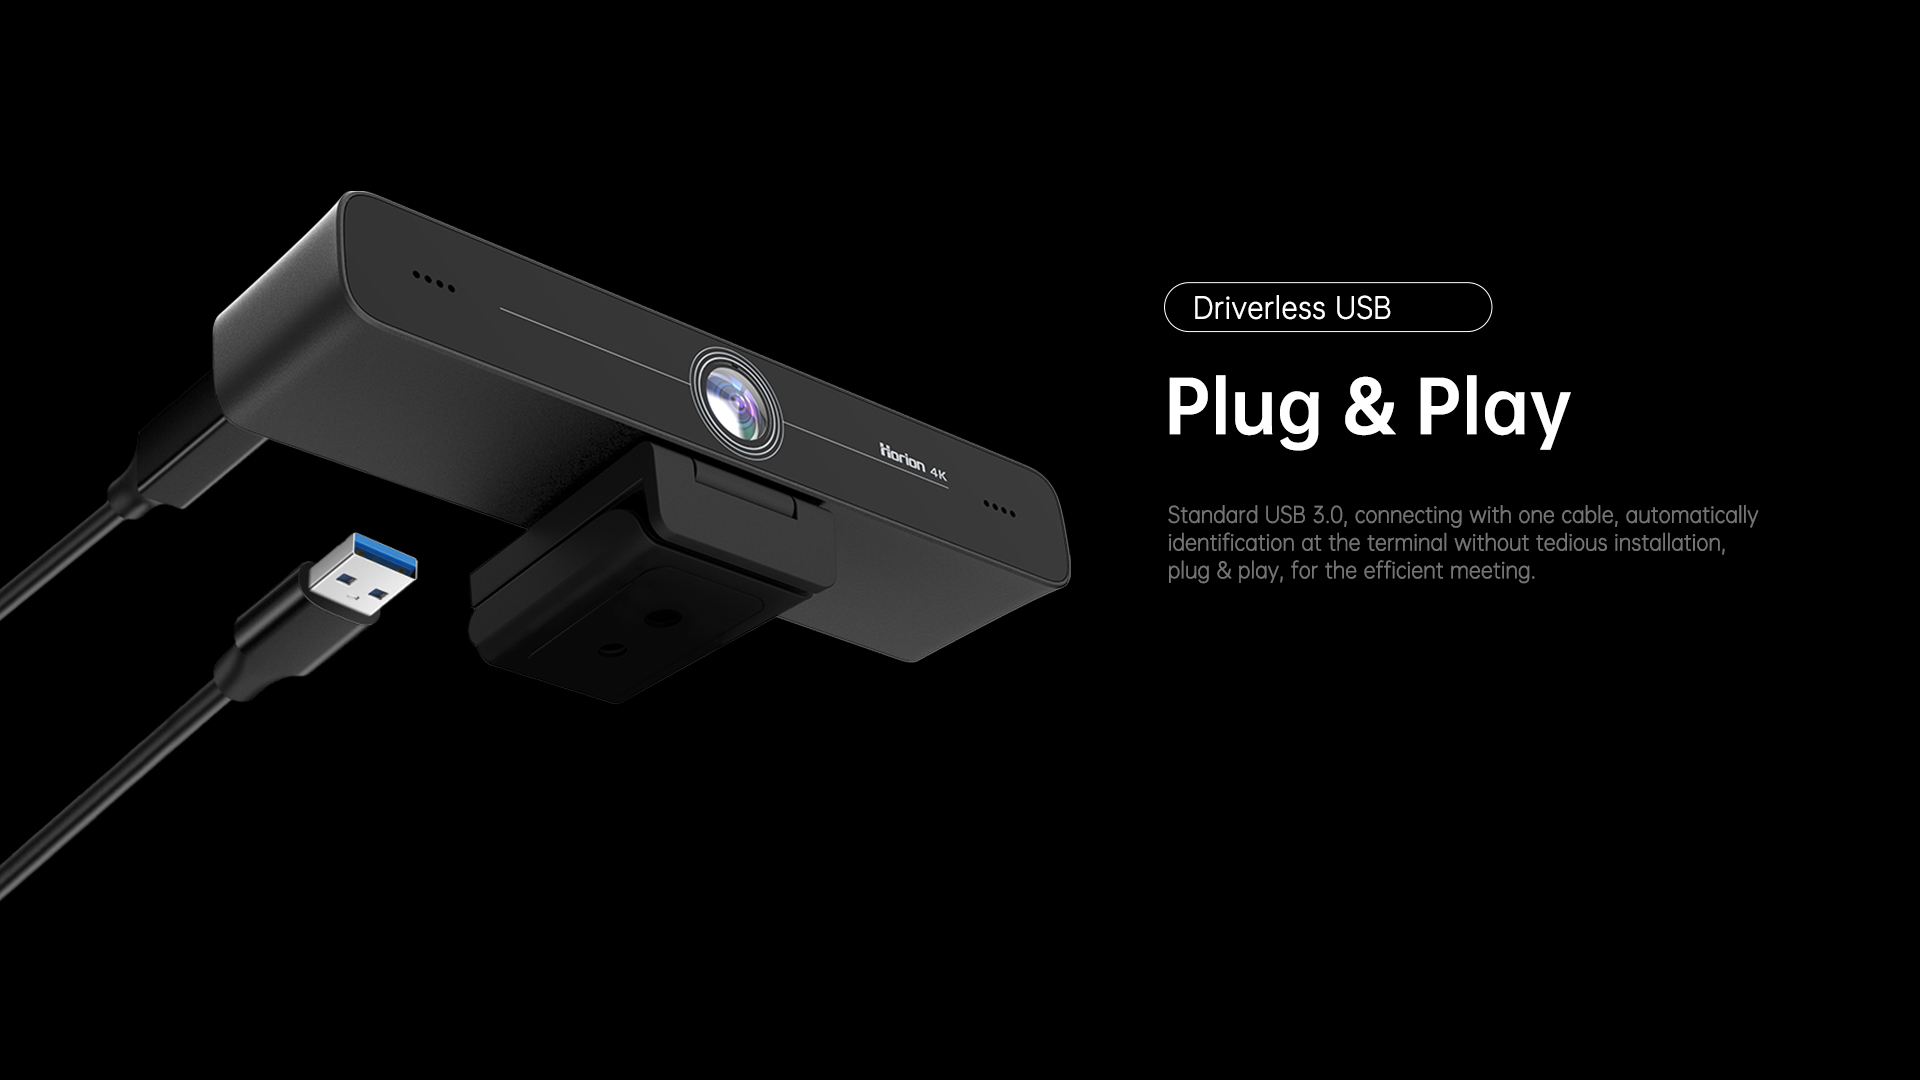 Driverless USB
Plug & Play
Standard USB 3.0, connecting with one cable, automatically
identification at the terminal without tedious installation,
plug & play, for the efficient meeting.
Horion 4K